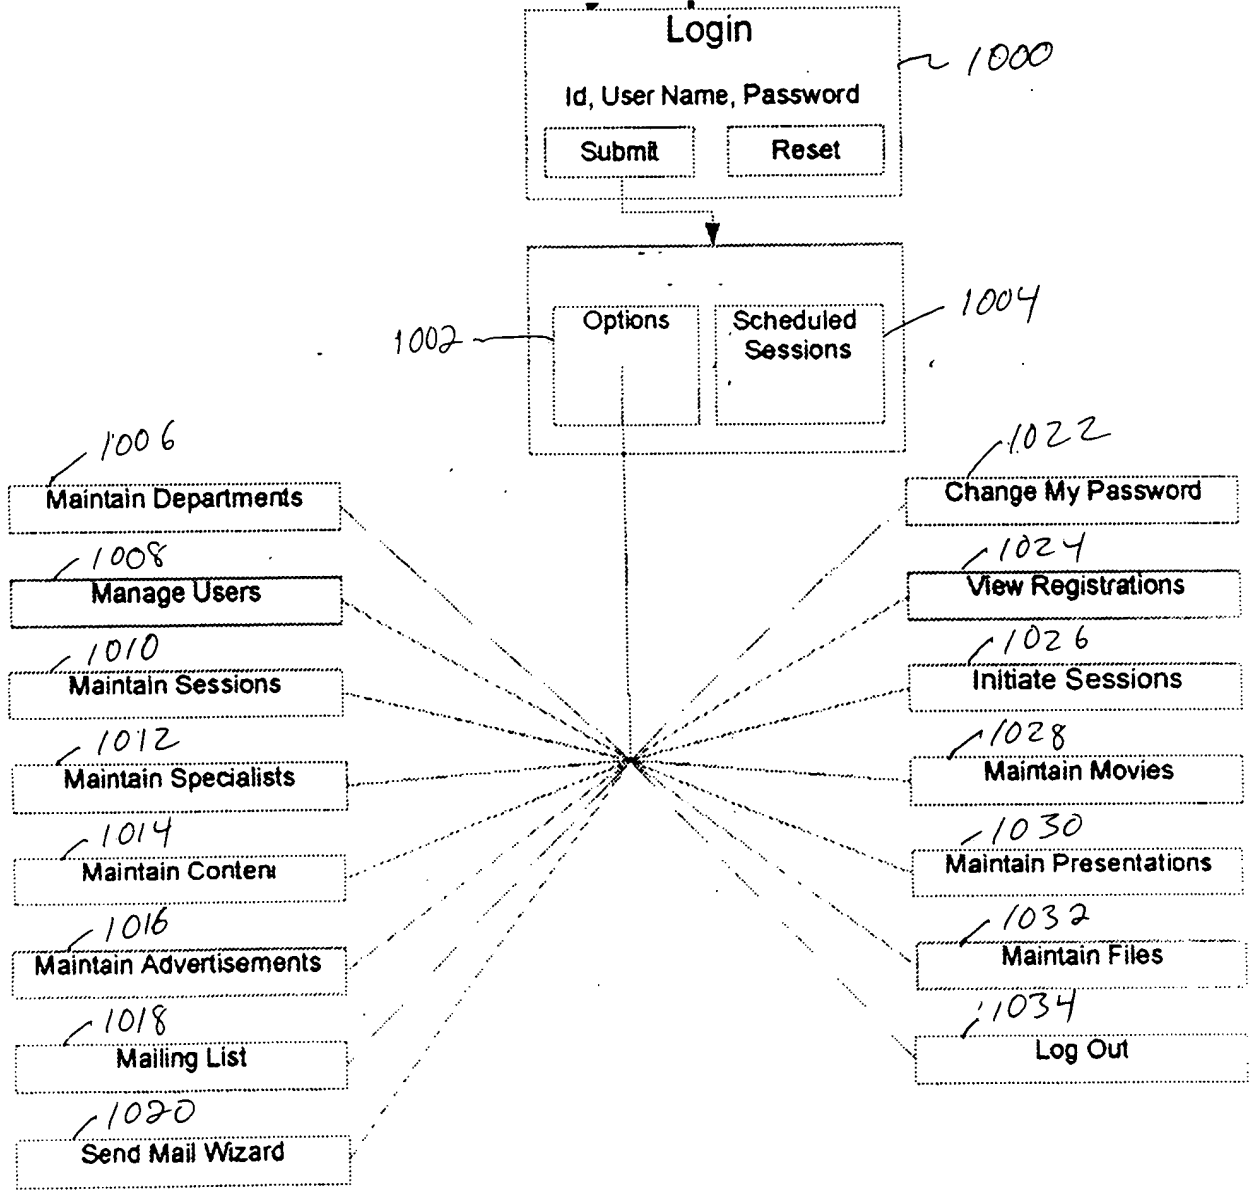 Login
1000
Id, User Name, Password
Submit
Reset
1002
Options
Scheduled
Sessions
1004
1006
Maintain Departments
1008
Manage Users
1010
Maintain Sessions
1012
Maintain Specialists
1014
Maintain Content
1016
Maintain Advertisements
1018
Mailing List
1020
Send Mail Wizard
1022
Change My Password
1024
View Registrations
1026
Initiate Sessions
1028
Maintain Movies
1030
Maintain Presentations
1032
Maintain Files
1034
Log Out